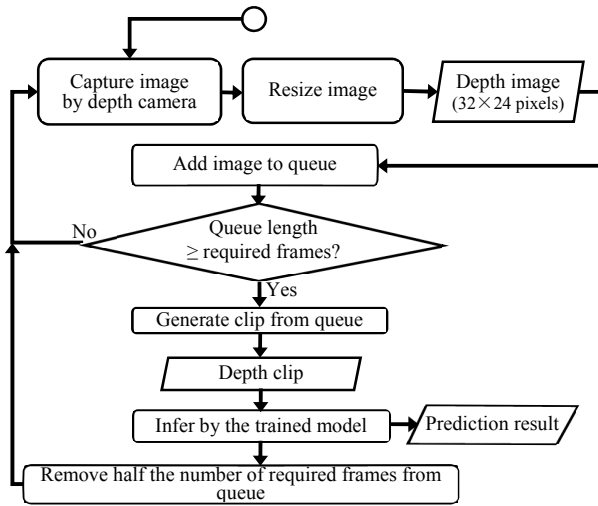 Capture image
by depth camera
Resize image
Depth image
(32×24 pixels)
Add image to queue
Queue length
≥ required frames?
No
Yes
Generate clip from queue
Depth clip
Infer by the trained model
Prediction result
Remove half the number of required frames from
queue